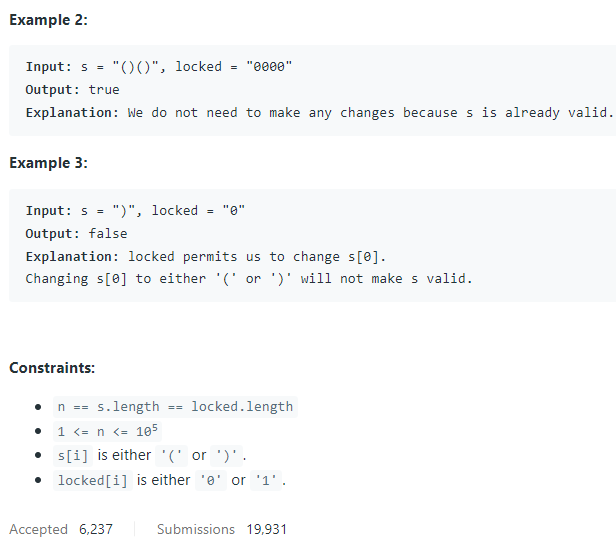 Example 2:
Input: s = "()()", locked = "0000"
Output: true
Explanation: We do not need to make any changes because s is already valid.
Example 3:
Input: s = ")", locked = "0"
Output: false
Explanation: locked permits us to change s[0].
Changing s[0] to either '(' or ')' will not make s valid.
Constraints:
• n == s.length == locked.length
• 1 <= n <= 10⁵
• s[i] is either '(' or ')'.
• locked[i] is either '0' or '1'.
Accepted 6,237 Submissions 19,931